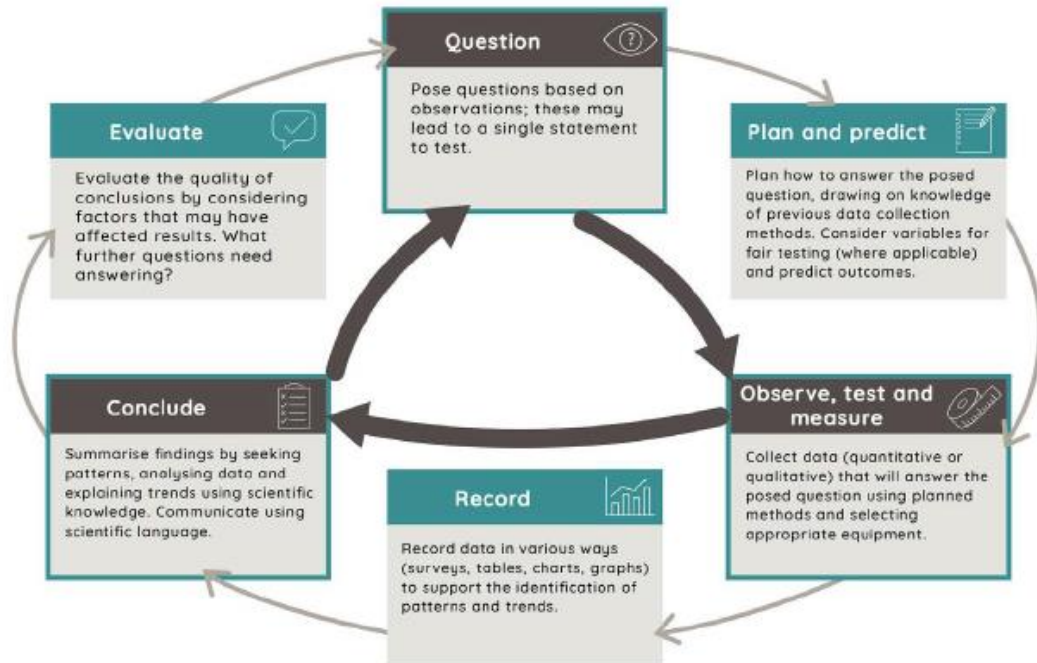 Question
Pose questions based on
observations; these may
lead to a single statement
to test.
Plan and predict
Plan how to answer the posed
question, drawing on knowledge
of previous data collection
methods. Consider variables for
fair testing (where applicable)
and predict outcomes.
Observe, test and
measure
Collect data (quantitative or
qualitative) that will answer the
posed question using planned
methods and selecting
appropriate equipment.
Record
Record data in various ways
(surveys, tables, charts, graphs)
to support the identification of
patterns and trends.
Conclude
Summarise findings by seeking
patterns, analysing data and
explaining trends using scientific
knowledge. Communicate using
scientific language.
Evaluate
Evaluate the quality of
conclusions by considering
factors that may have
affected results. What
further questions need
answering?